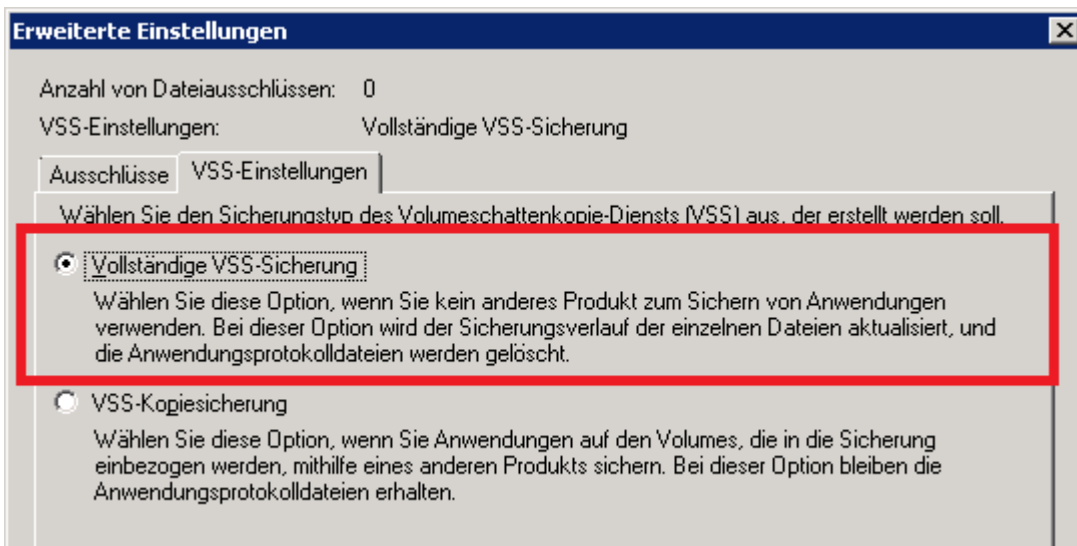 Erweiterte Einstellungen
Anzahl von Dateiausschlüssen: 0
VSS-Einstellungen: Vollständige VSS-Sicherung
Ausschlüsse VSS-Einstellungen
Wählen Sie den Sicherungstyp des Volumeschattenkopie-Diensts (VSS) aus, der erstellt werden soll.
Vollständige VSS-Sicherung
Wählen Sie diese Option, wenn Sie kein anderes Produkt zum Sichern von Anwendungen
verwenden. Bei dieser Option wird der Sicherungsverlauf der einzelnen Dateien aktualisiert, und
die Anwendungsprotokolldateien werden gelöscht.
VSS-Kopiesicherung
Wählen Sie diese Option, wenn Sie Anwendungen auf den Volumes, die in die Sicherung
einbezogen werden, mithilfe eines anderen Produkts sichern. Bei dieser Option bleiben die
Anwendungsprotokolldateien erhalten.